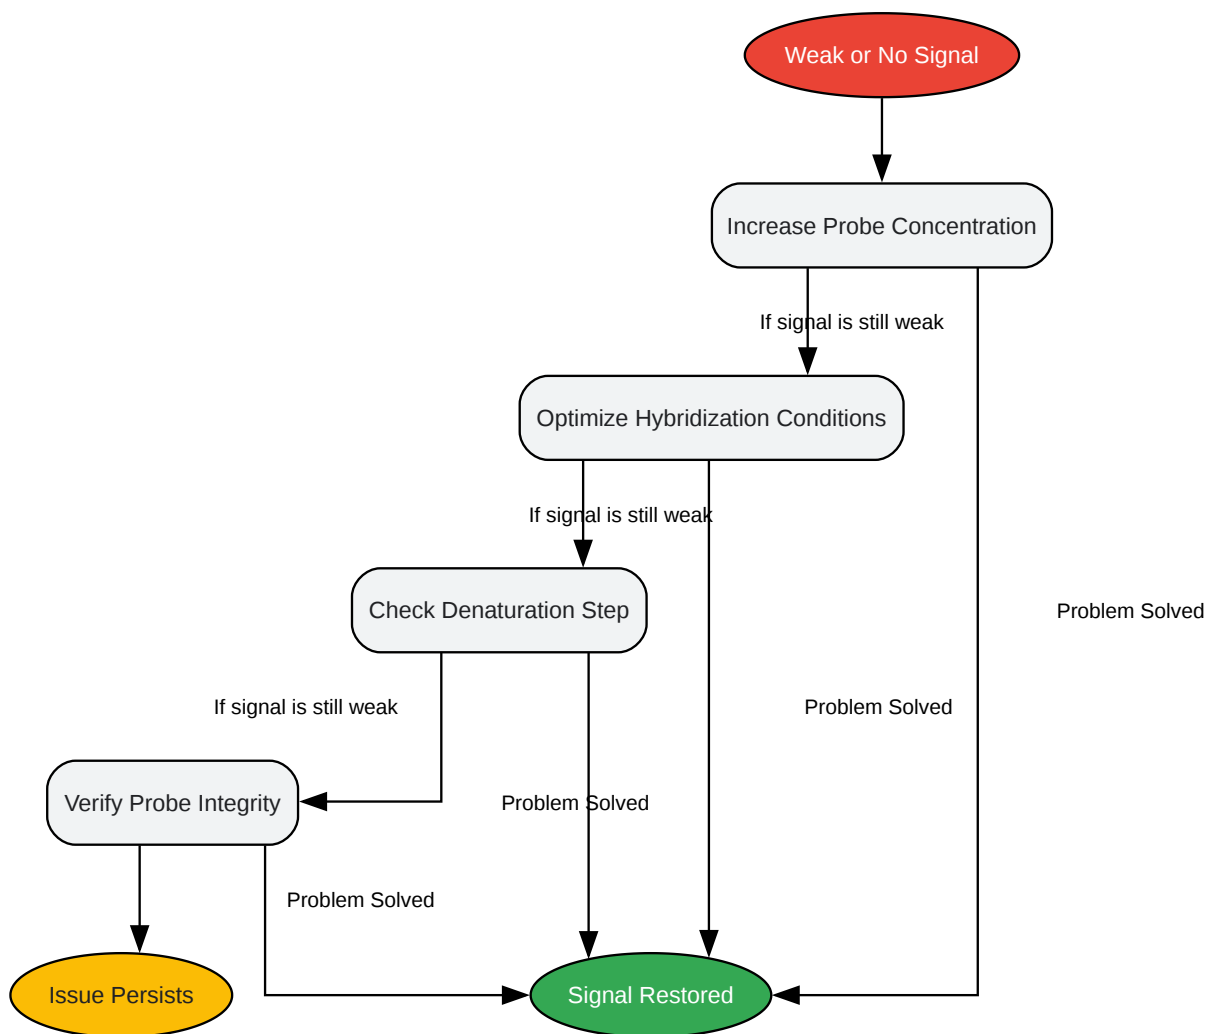 Weak or No Signal
Increase Probe Concentration
If signal is still weak
Optimize Hybridization Conditions
If signal is still weak
Check Denaturation Step
Problem Solved
If signal is still weak
Problem Solved
Verify Probe Integrity
Problem Solved
Problem Solved
Issue Persists
Signal Restored